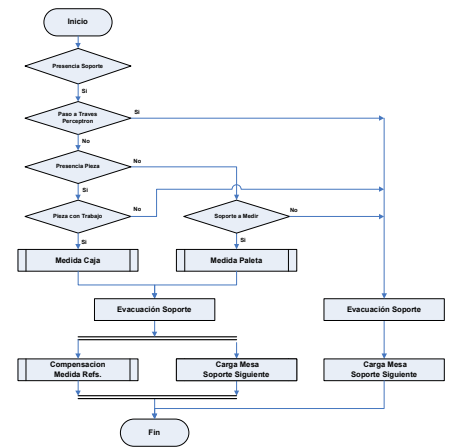 Inicio
Presencia Soporte
Si
Paso a Traves
Perceptron
Si
No
Presencia Pieza
No
Si
Pieza con Trabajo
No
Soporte a Medir
No
Si
Si
Medida Caja
Medida Paleta
Evacuación Soporte
Evacuación Soporte
Compensacion
Medida Refs.
Carga Mesa
Soporte Siguiente
Carga Mesa
Soporte Siguiente
Fin